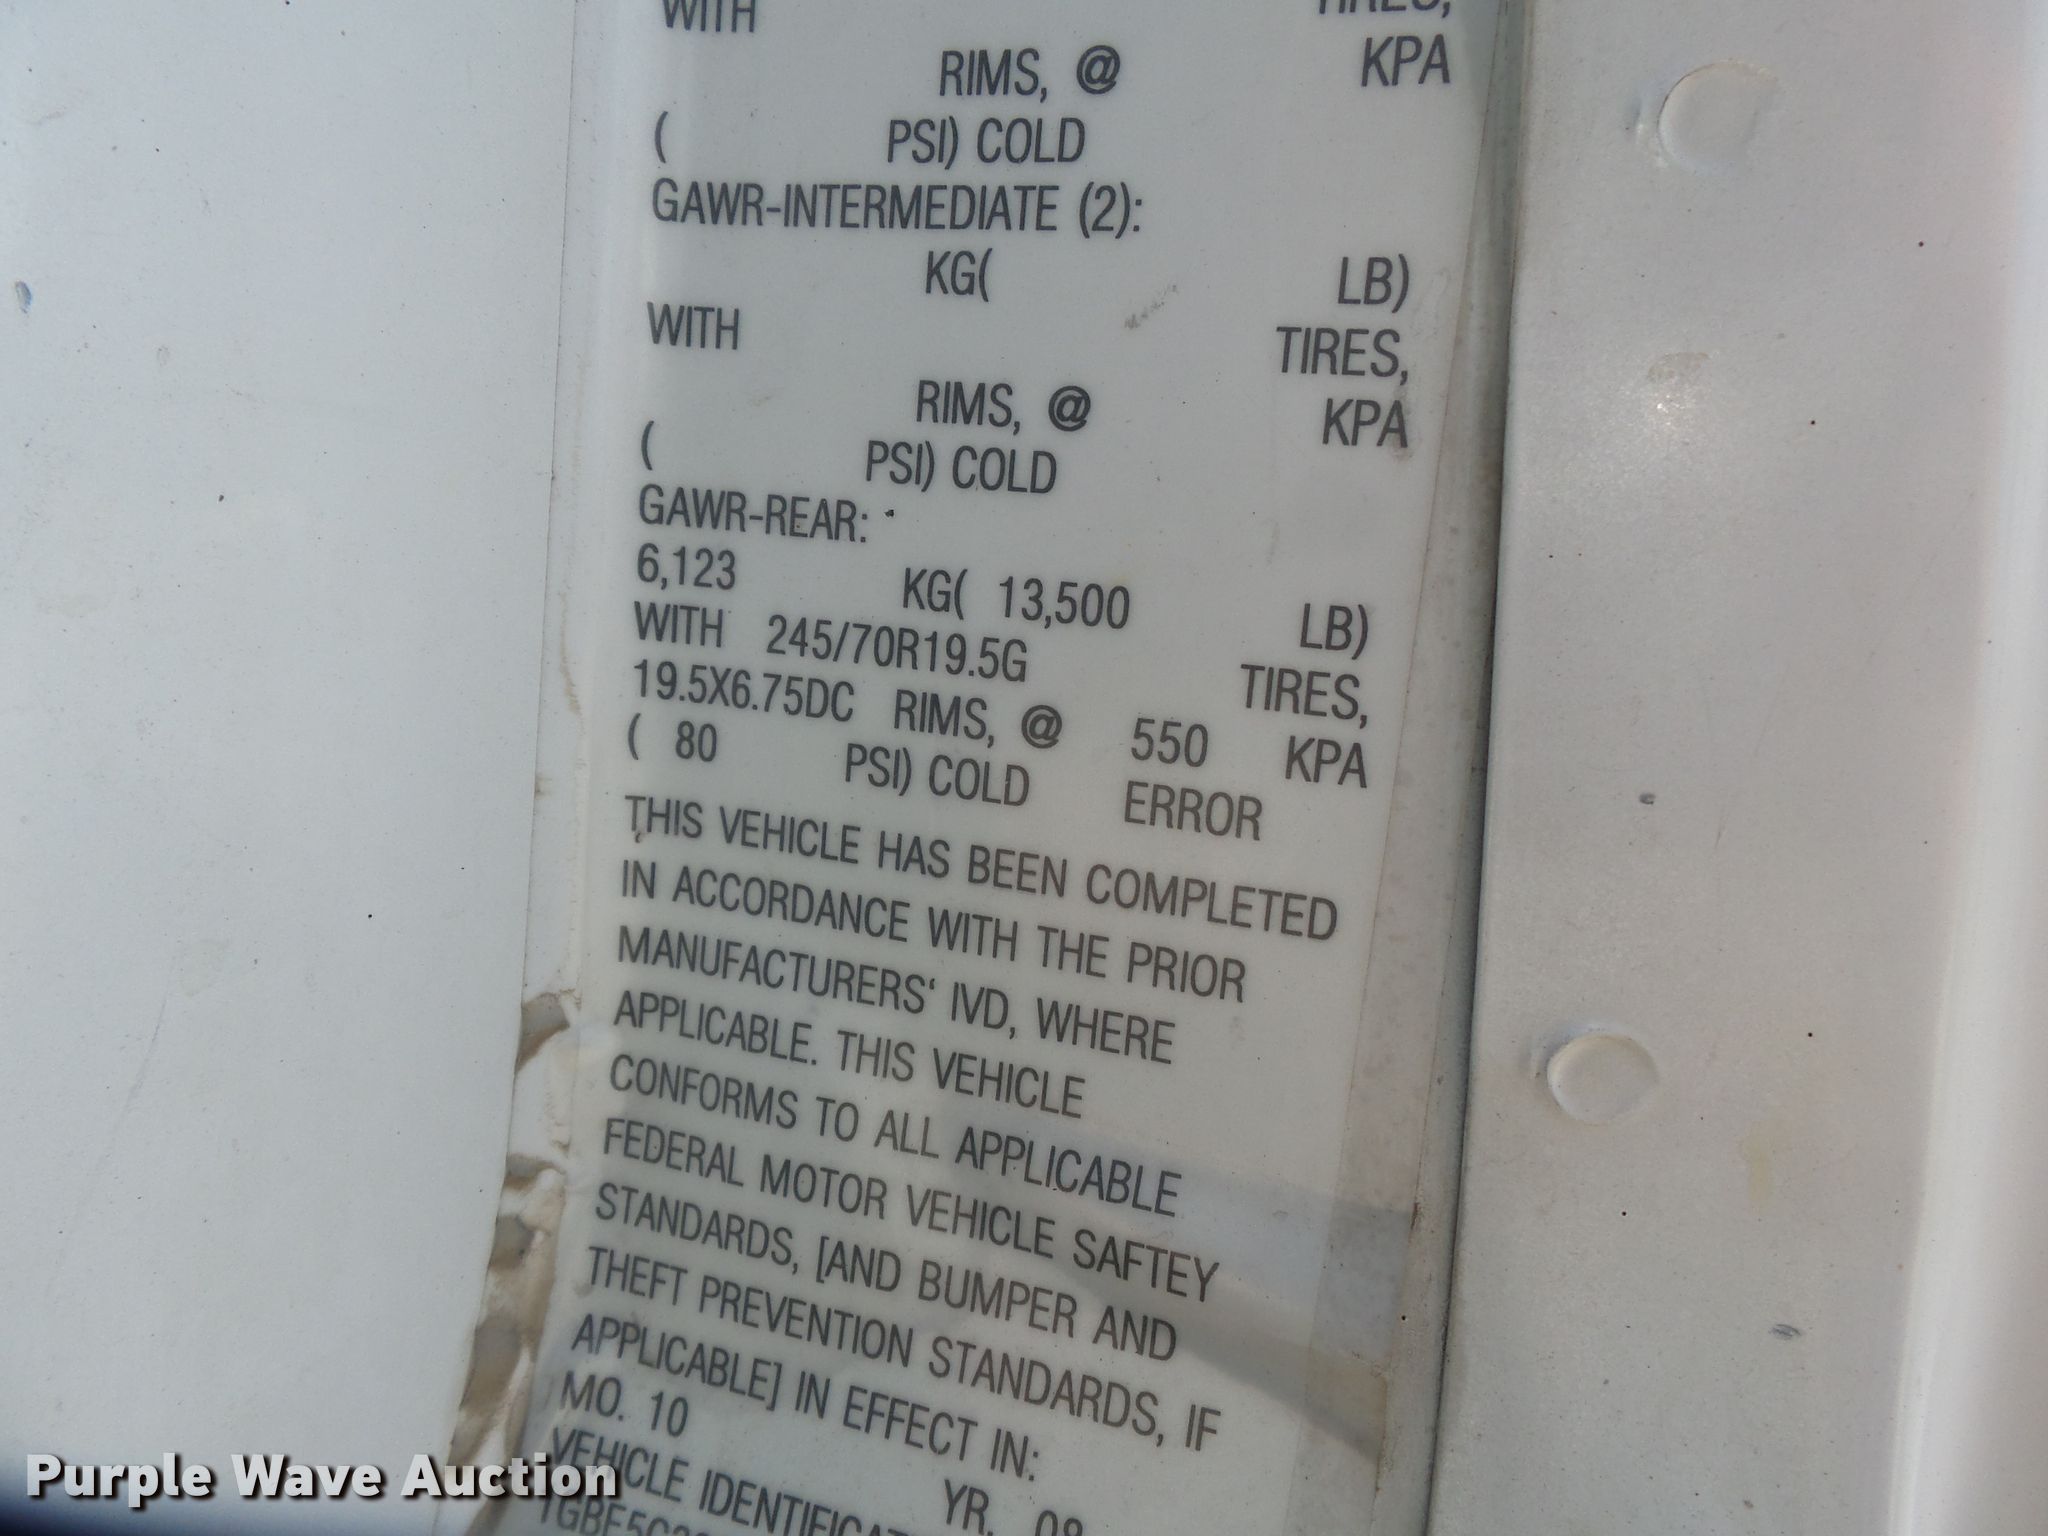 WITH TIRES,
RIMS, @ KPA
( PSI) COLD
GAWR-INTERMEDIATE (2):
KG( LB)
WITH TIRES,
RIMS, @ KPA
( PSI) COLD
GAWR-REAR:
6,123 KG( 13,500 LB)
WITH 245/70R19.5G TIRES,
19.5X6.75DC RIMS, @ 550 KPA
( 80 PSI) COLD ERROR
THIS VEHICLE HAS BEEN COMPLETED
IN ACCORDANCE WITH THE PRIOR
MANUFACTURERS' IVD, WHERE
APPLICABLE. THIS VEHICLE
CONFORMS TO ALL APPLICABLE
FEDERAL MOTOR VEHICLE SAFTEY
STANDARDS, [AND BUMPER AND
THEFT PREVENTION STANDARDS, IF
APPLICABLE] IN EFFECT IN:
MO. 10 YR.
VEHICLE
Purple Wave Auction